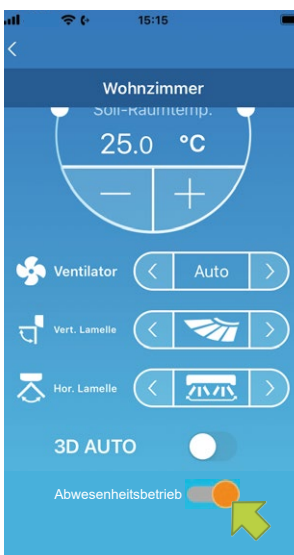 15:15
Wohnzimmer
Soll-Raumtemp.
25.0 °C
Ventilator
Auto
Vert. Lamelle
Hor. Lamelle
3D AUTO
Abwesenheitsbetrieb